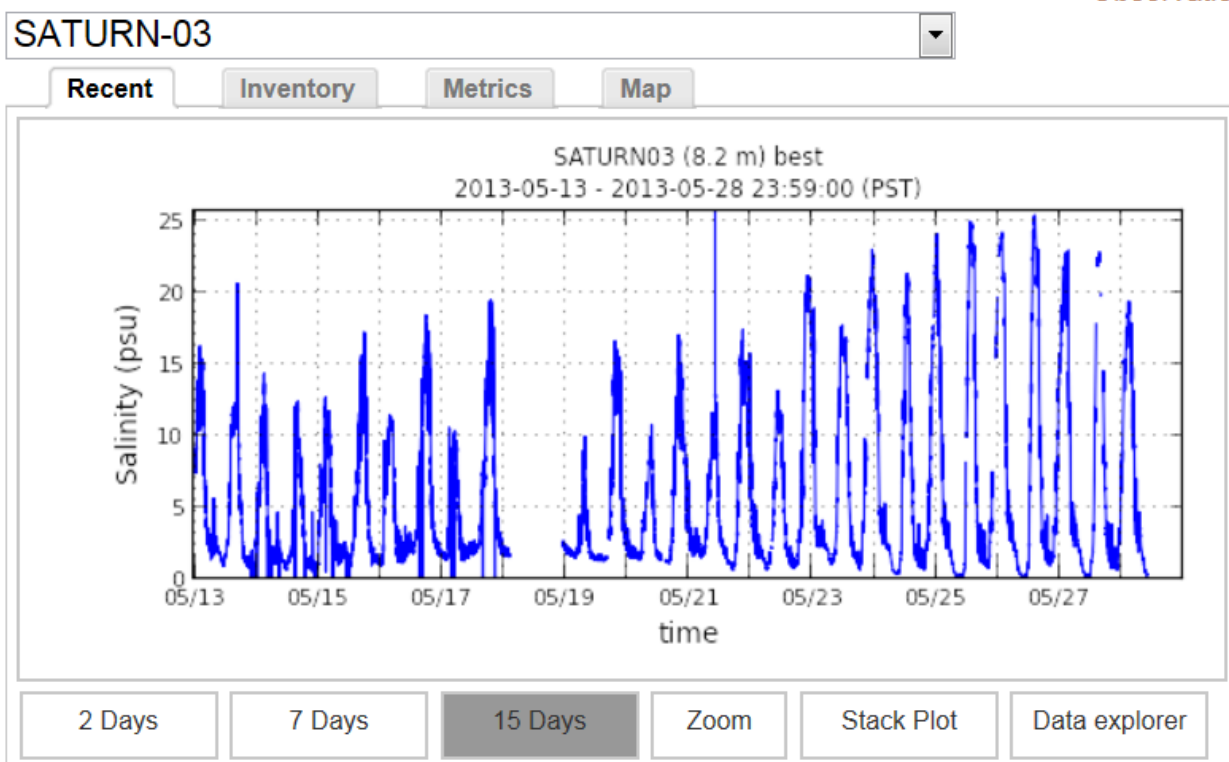 SATURN-03
Recent Inventory Metrics Map
SATURN03 (8.2 m) best
2013-05-13 - 2013-05-28 23:59:00 (PST)
25
20
15
10
5
0
Salinity (psu)
05/13 05/15 05/17 05/19 05/21 05/23 05/25 05/27
time
2 Days 7 Days 15 Days Zoom Stack Plot Data explorer